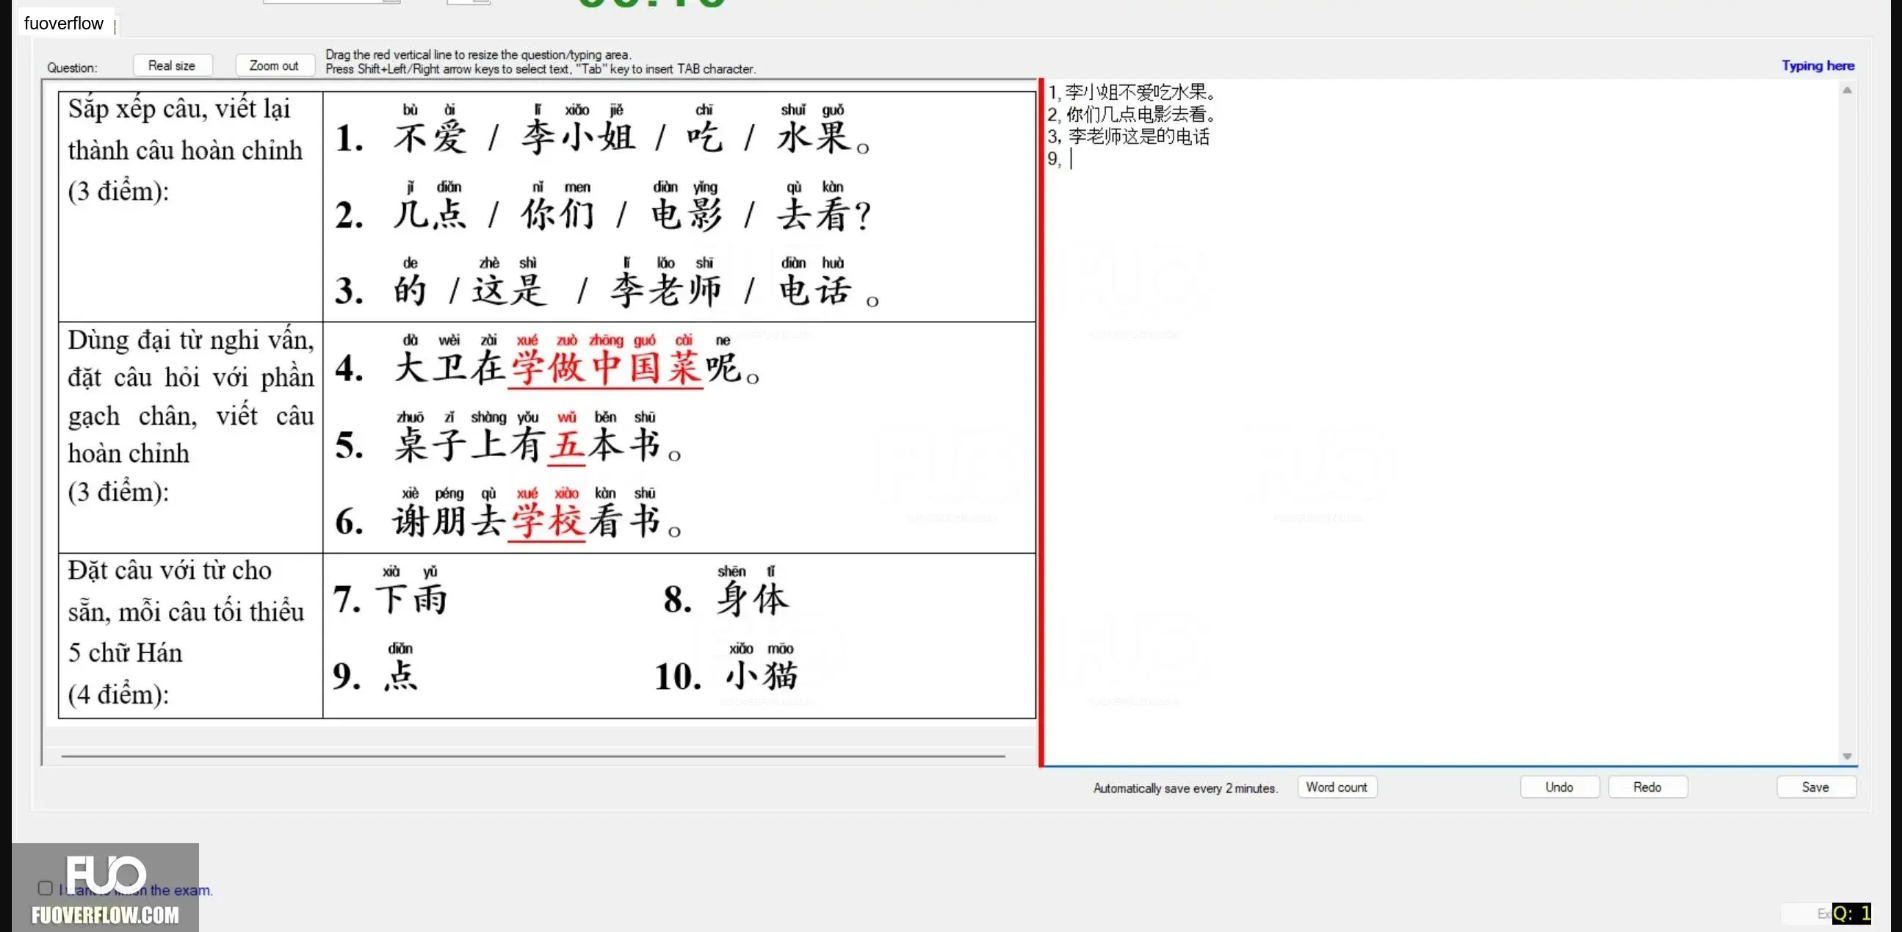 fuoverflow
Question:
Real size
Zoom out
Drag the red vertical line to resize the question/typing area.
Press Shift+Left/Right arrow keys to select text, "Tab" key to insert TAB character.
Typing here
Sắp xếp câu, viết lại
thành câu hoàn chỉnh
(3 điểm):
bù ài lǐ xiǎo jiě chī shuǐ guǒ
1. 不爱 / 李小姐 / 吃 / 水果。
jǐ diǎn nǐ men diàn yǐng qù kàn
2. 几点 / 你们 / 电影 / 去看?
de zhè shì lǐ lǎo shī diàn huà
3. 的 / 这是 / 李老师 / 电话。
Dùng đại từ nghi vấn,
đặt câu hỏi với phần
gạch chân, viết câu
hoàn chỉnh
(3 điểm):
dà wèi zài xué zuò zhōng guó cài ne
4. 大卫在学做中国菜呢。
zhuō zǐ shàng yǒu wǔ běn shū
5. 桌子上有五本书。
xiè péng qù xué xiào kàn shū
6. 谢朋去学校看书。
Đặt câu với từ cho
sẵn, mỗi câu tối thiểu
5 chữ Hán
(4 điểm):
xià yǔ shēn tǐ
7. 下雨 8. 身体
diǎn xiǎo māo
9. 点 10. 小猫
1, 李小姐不爱吃水果。
2, 你们几点电影去看。
3, 李老师这是的电话
9,
Automatically save every 2 minutes.
Word count
Undo
Redo
Save
FUO
the exam.
FUOVERFLOW.COM
Q: 1